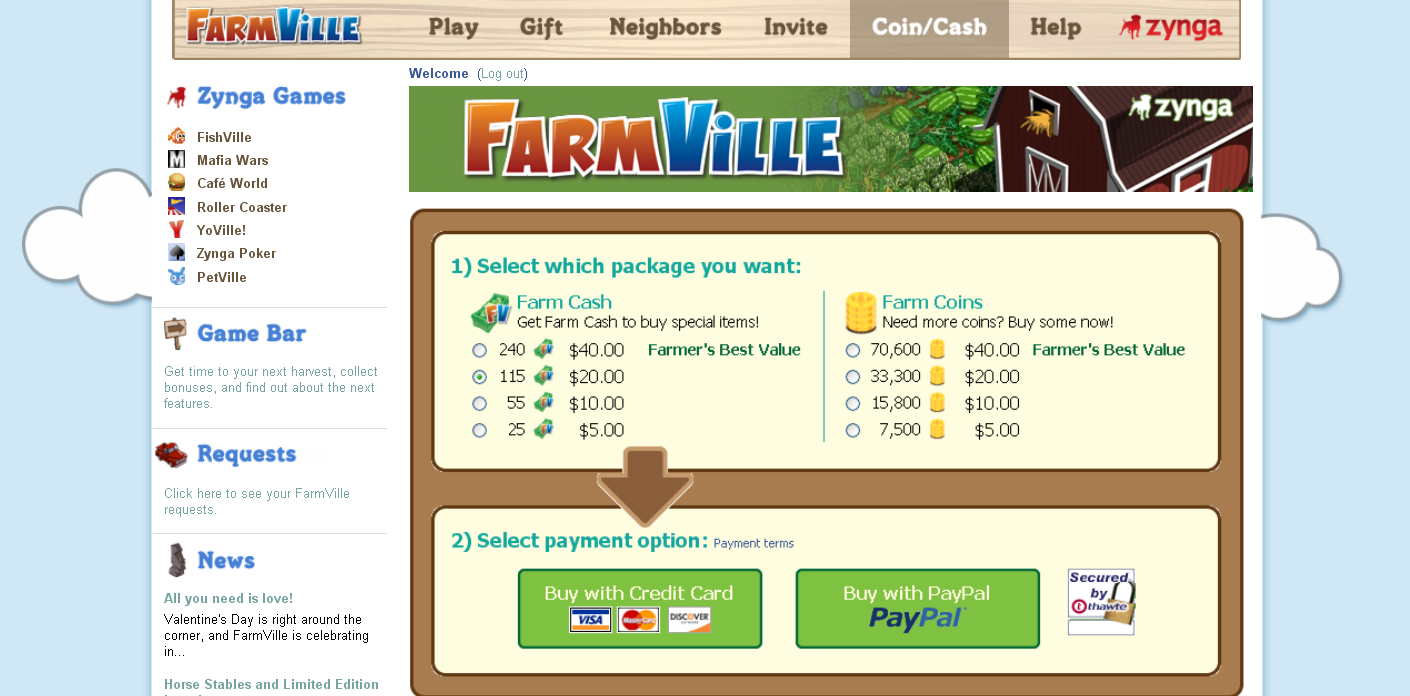 FARMVILLE Play Gift Neighbors Invite Coin/Cash Help zynga
Welcome (Log out)
Zynga Games
FishVille
Mafia Wars
Café World
Roller Coaster
YoVille!
Zynga Poker
PetVille
Game Bar
Get time to your next harvest, collect
bonuses, and find out about the next
features.
Requests
Click here to see your FarmVille
requests.
News
All you need is love!
Valentine's Day is right around the
corner, and FarmVille is celebrating
in...
Horse Stables and Limited Edition
FARMVILLE
zynga
1) Select which package you want:
Farm Cash
Get Farm Cash to buy special items!
240 $40.00 Farmer's Best Value
115 $20.00
55 $10.00
25 $5.00
Farm Coins
Need more coins? Buy some now!
70,600 $40.00 Farmer's Best Value
33,300 $20.00
15,800 $10.00
7,500 $5.00
2) Select payment option: Payment terms
Buy with Credit Card
VISA MasterCard DISCOVER
Buy with PayPal
PayPal
Secured
by
thawte